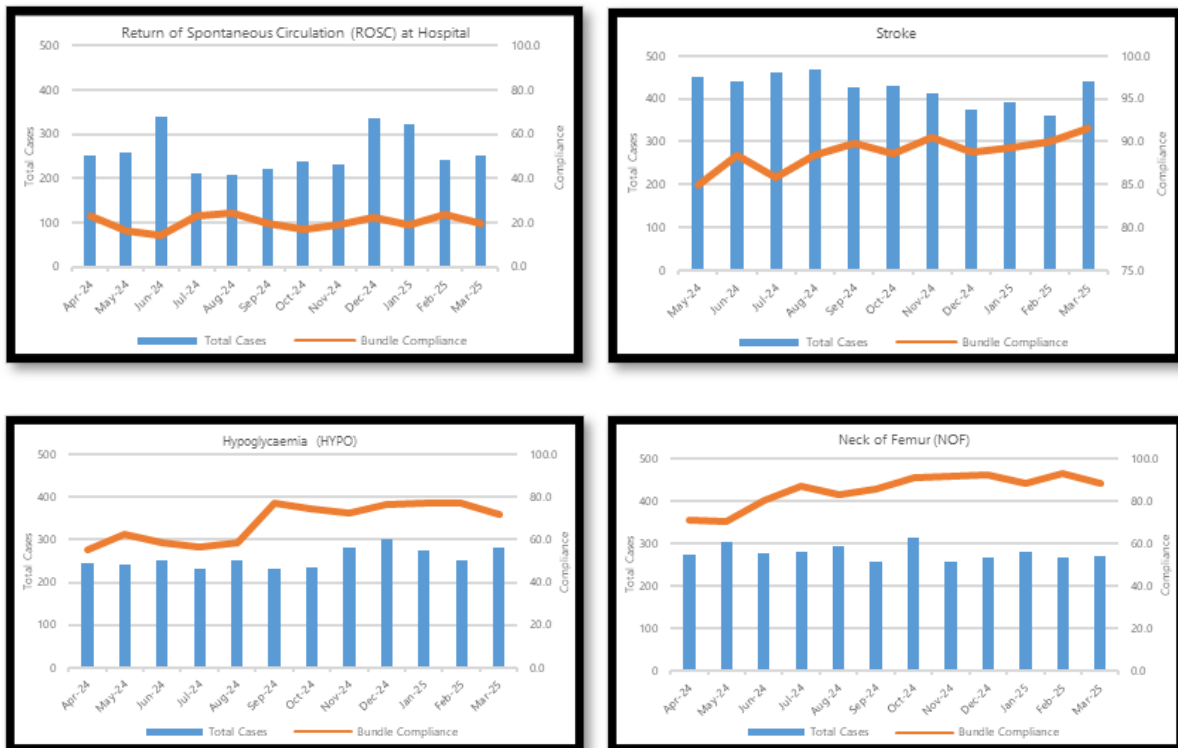 Return of Spontaneous Circulation (ROSC) at Hospital
500 100.0
400 80.0
300 60.0
200 40.0
100 20.0
0 0.0
Total Cases
Compliance
Apr-24 May-24 Jun-24 Jul-24 Aug-24 Sep-24 Oct-24 Nov-24 Dec-24 Jan-25 Feb-25 Mar-25
Total Cases Bundle Compliance
Stroke
500 100.0
400 95.0
300 90.0
200 85.0
100 80.0
0 75.0
Total Cases
Compliance
May-24 Jun-24 Jul-24 Aug-24 Sep-24 Oct-24 Nov-24 Dec-24 Jan-25 Feb-25 Mar-25
Total Cases Bundle Compliance
Hypoglycaemia (HYPO)
500 100.0
400 80.0
300 60.0
200 40.0
100 20.0
0 0.0
Total Cases
Compliance
Apr-24 May-24 Jun-24 Jul-24 Aug-24 Sep-24 Oct-24 Nov-24 Dec-24 Jan-25 Feb-25 Mar-25
Total Cases Bundle Compliance
Neck of Femur (NOF)
500 100.0
400 80.0
300 60.0
200 40.0
100 20.0
0 0.0
Total Cases
Compliance
Apr-24 May-24 Jun-24 Jul-24 Aug-24 Sep-24 Oct-24 Nov-24 Dec-24 Jan-25 Feb-25 Mar-25
Total Cases Bundle Compliance